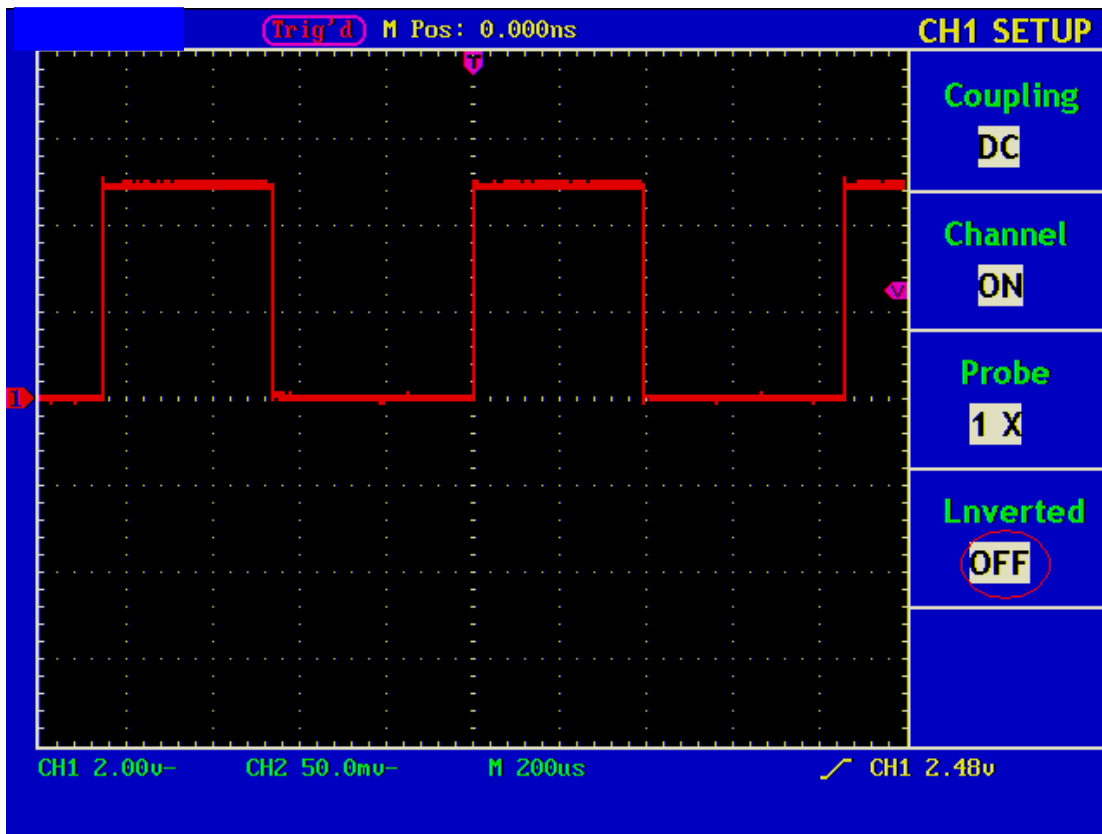 Trig'd M Pos: 0.000ns CH1 SETUP
T
Coupling
DC
Channel
ON
V
Probe
1 X
1
Lnverted
OFF
CH1 2.00v- CH2 50.0mv- M 200us CH1 2.48v